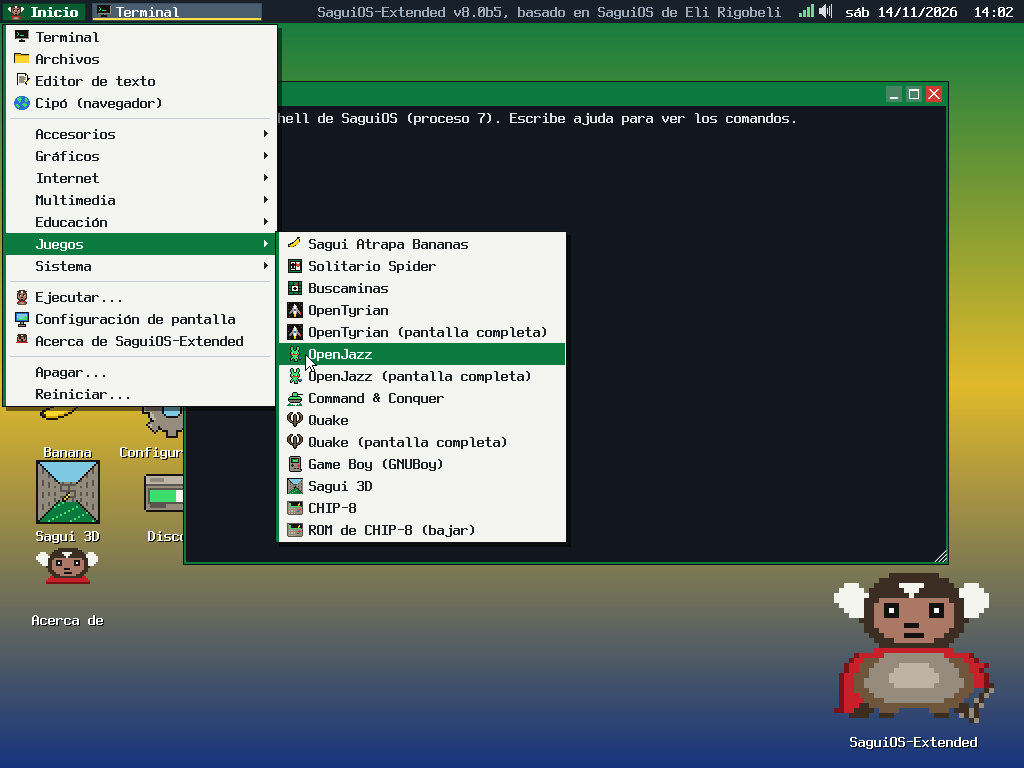 Inicio
Terminal
SaguiOS-Extended v8.0b5, basado en SaguiOS de Eli Rigobeli
sáb 14/11/2026 14:02
Terminal
Archivos
Editor de texto
Cipó (navegador)
Accesorios
Gráficos
Internet
Multimedia
Educación
Juegos
Sistema
Ejecutar...
Configuración de pantalla
Acerca de SaguiOS-Extended
Apagar...
Reiniciar...
hell de SaguiOS (proceso 7). Escribe ajuda para ver los comandos.
Sagui Atrapa Bananas
Solitario Spider
Buscaminas
OpenTyrian
OpenTyrian (pantalla completa)
OpenJazz
OpenJazz (pantalla completa)
Command & Conquer
Quake
Quake (pantalla completa)
Game Boy (GNUBoy)
Sagui 3D
CHIP-8
ROM de CHIP-8 (bajar)
Banana
Configur
Sagui 3D
Disco
Acerca de
SaguiOS-Extended